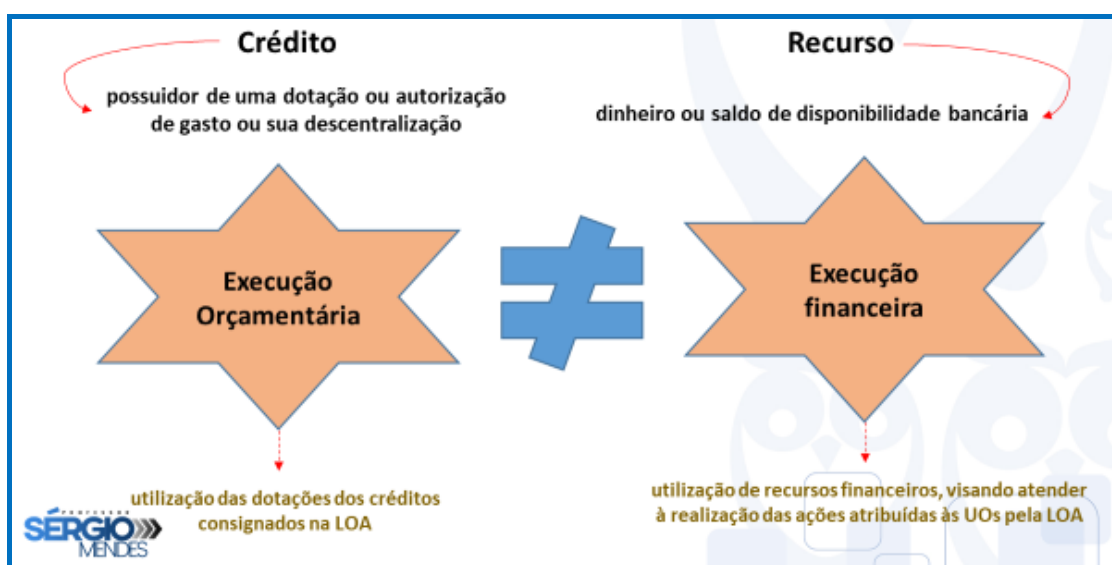 Crédito
possuidor de uma dotação ou autorização
de gasto ou sua descentralização
Execução
Orçamentária
utilização das dotações dos créditos
consignados na LOA
≠
Recurso
dinheiro ou saldo de disponibilidade bancária
Execução
financeira
utilização de recursos financeiros, visando atender
à realização das ações atribuídas às UOs pela LOA
PROFESSOR
SÉRGIO
MENDES